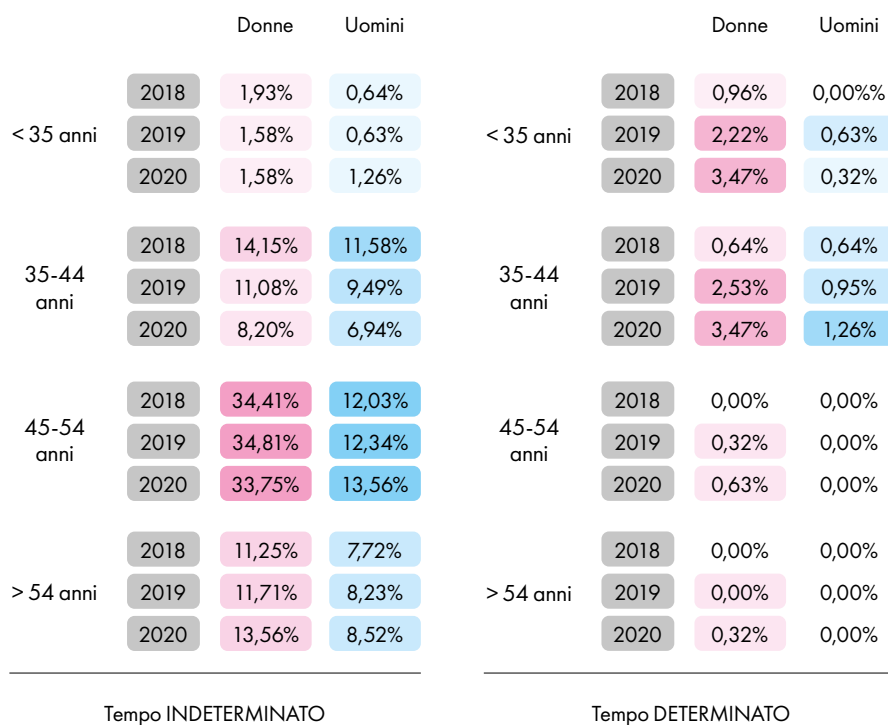 Donne Uomini
2018 1,93% 0,64%
< 35 anni 2019 1,58% 0,63%
2020 1,58% 1,26%
2018 14,15% 11,58%
35-44
anni
2019 11,08% 9,49%
2020 8,20% 6,94%
2018 34,41% 12,03%
45-54
anni
2019 34,81% 12,34%
2020 33,75% 13,56%
2018 11,25% 7,72%
> 54 anni 2019 11,71% 8,23%
2020 13,56% 8,52%
Tempo INDETERMINATO
Donne Uomini
2018 0,96% 0,00%%
< 35 anni 2019 2,22% 0,63%
2020 3,47% 0,32%
2018 0,64% 0,64%
35-44
anni
2019 2,53% 0,95%
2020 3,47% 1,26%
2018 0,00% 0,00%
45-54
anni
2019 0,32% 0,00%
2020 0,63% 0,00%
2018 0,00% 0,00%
> 54 anni 2019 0,00% 0,00%
2020 0,32% 0,00%
Tempo DETERMINATO